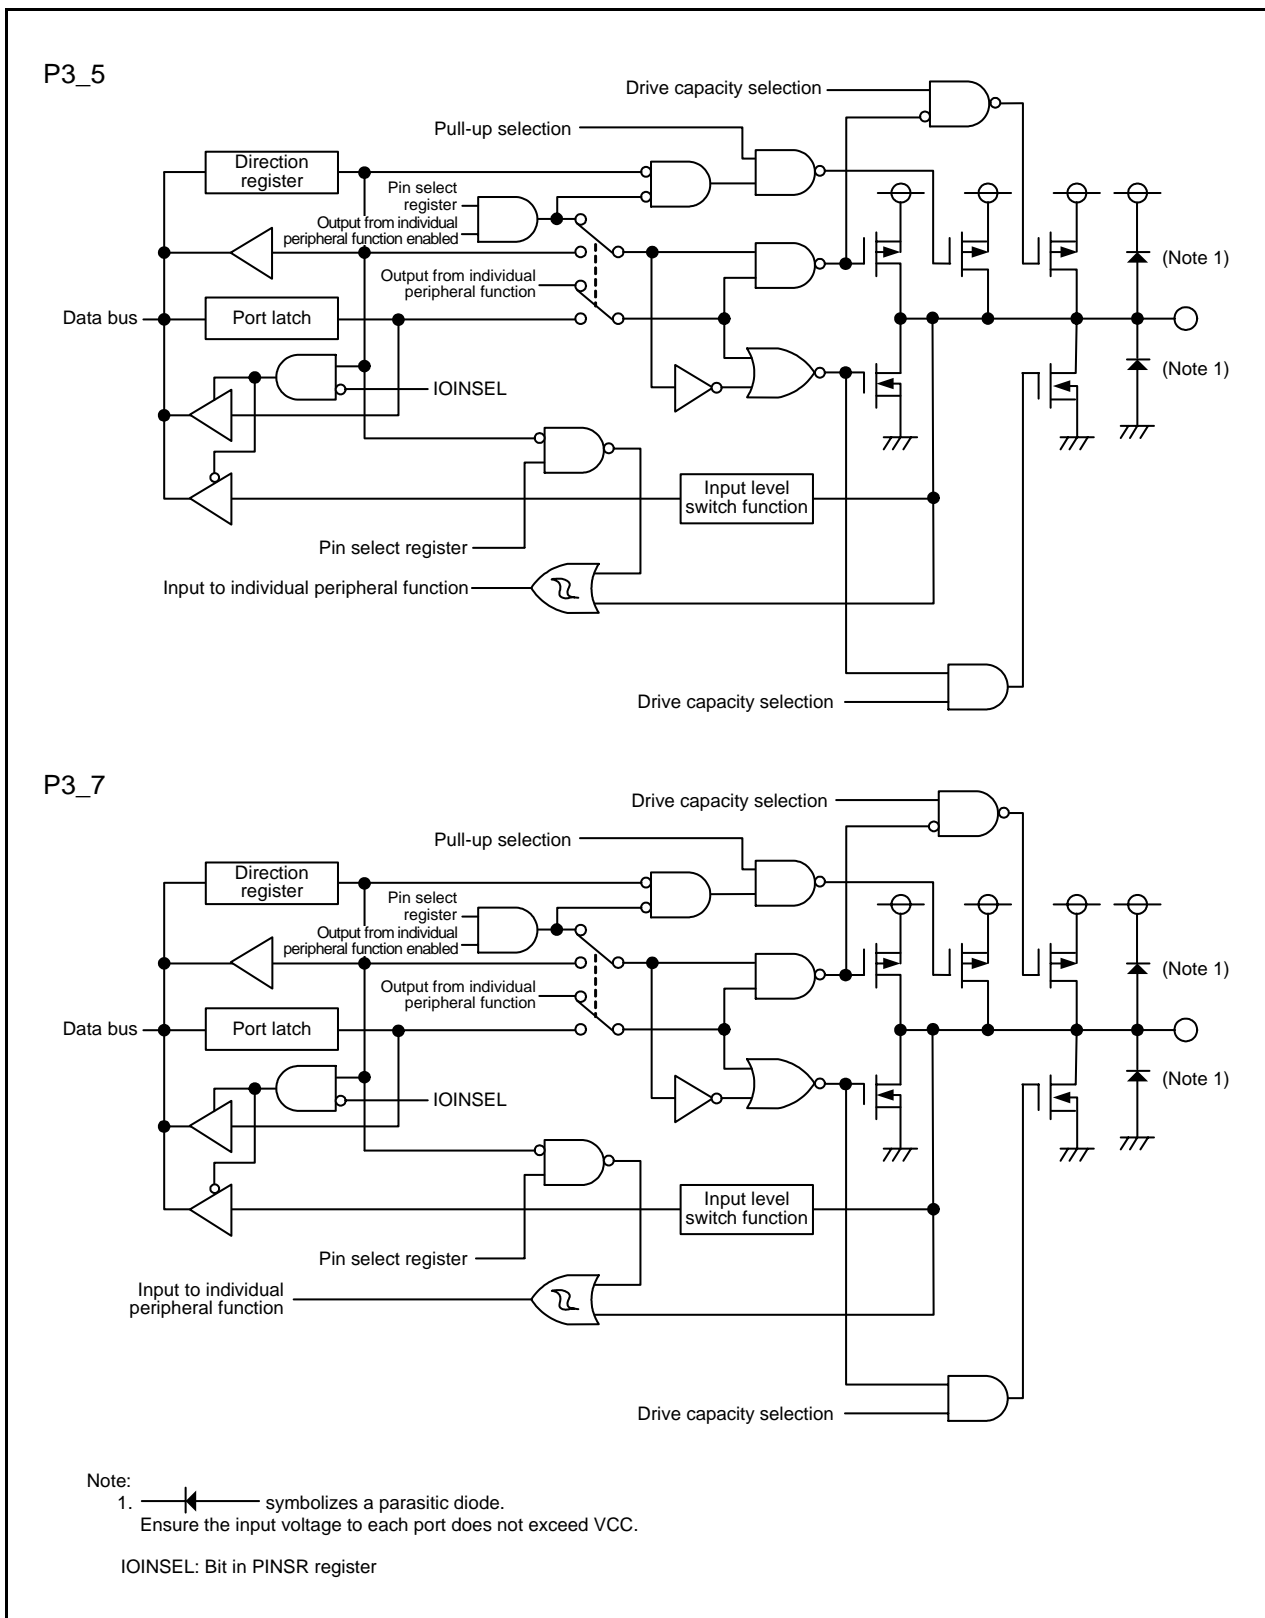 P3_5
Drive capacity selection
Pull-up selection
Direction
register
Pin select
register
Output from individual
peripheral function enabled
(Note 1)
Output from individual
peripheral function
Data bus
Port latch
(Note 1)
IOINSEL
Input level
switch function
Pin select register
Input to individual peripheral function
Drive capacity selection
P3_7
Drive capacity selection
Pull-up selection
Direction
register
Pin select
register
Output from individual
peripheral function enabled
(Note 1)
Output from individual
peripheral function
Data bus
Port latch
(Note 1)
IOINSEL
Input level
switch function
Pin select register
Input to individual
peripheral function
Drive capacity selection
Note:
1. symbolizes a parasitic diode.
Ensure the input voltage to each port does not exceed VCC.
IOINSEL: Bit in PINSR register